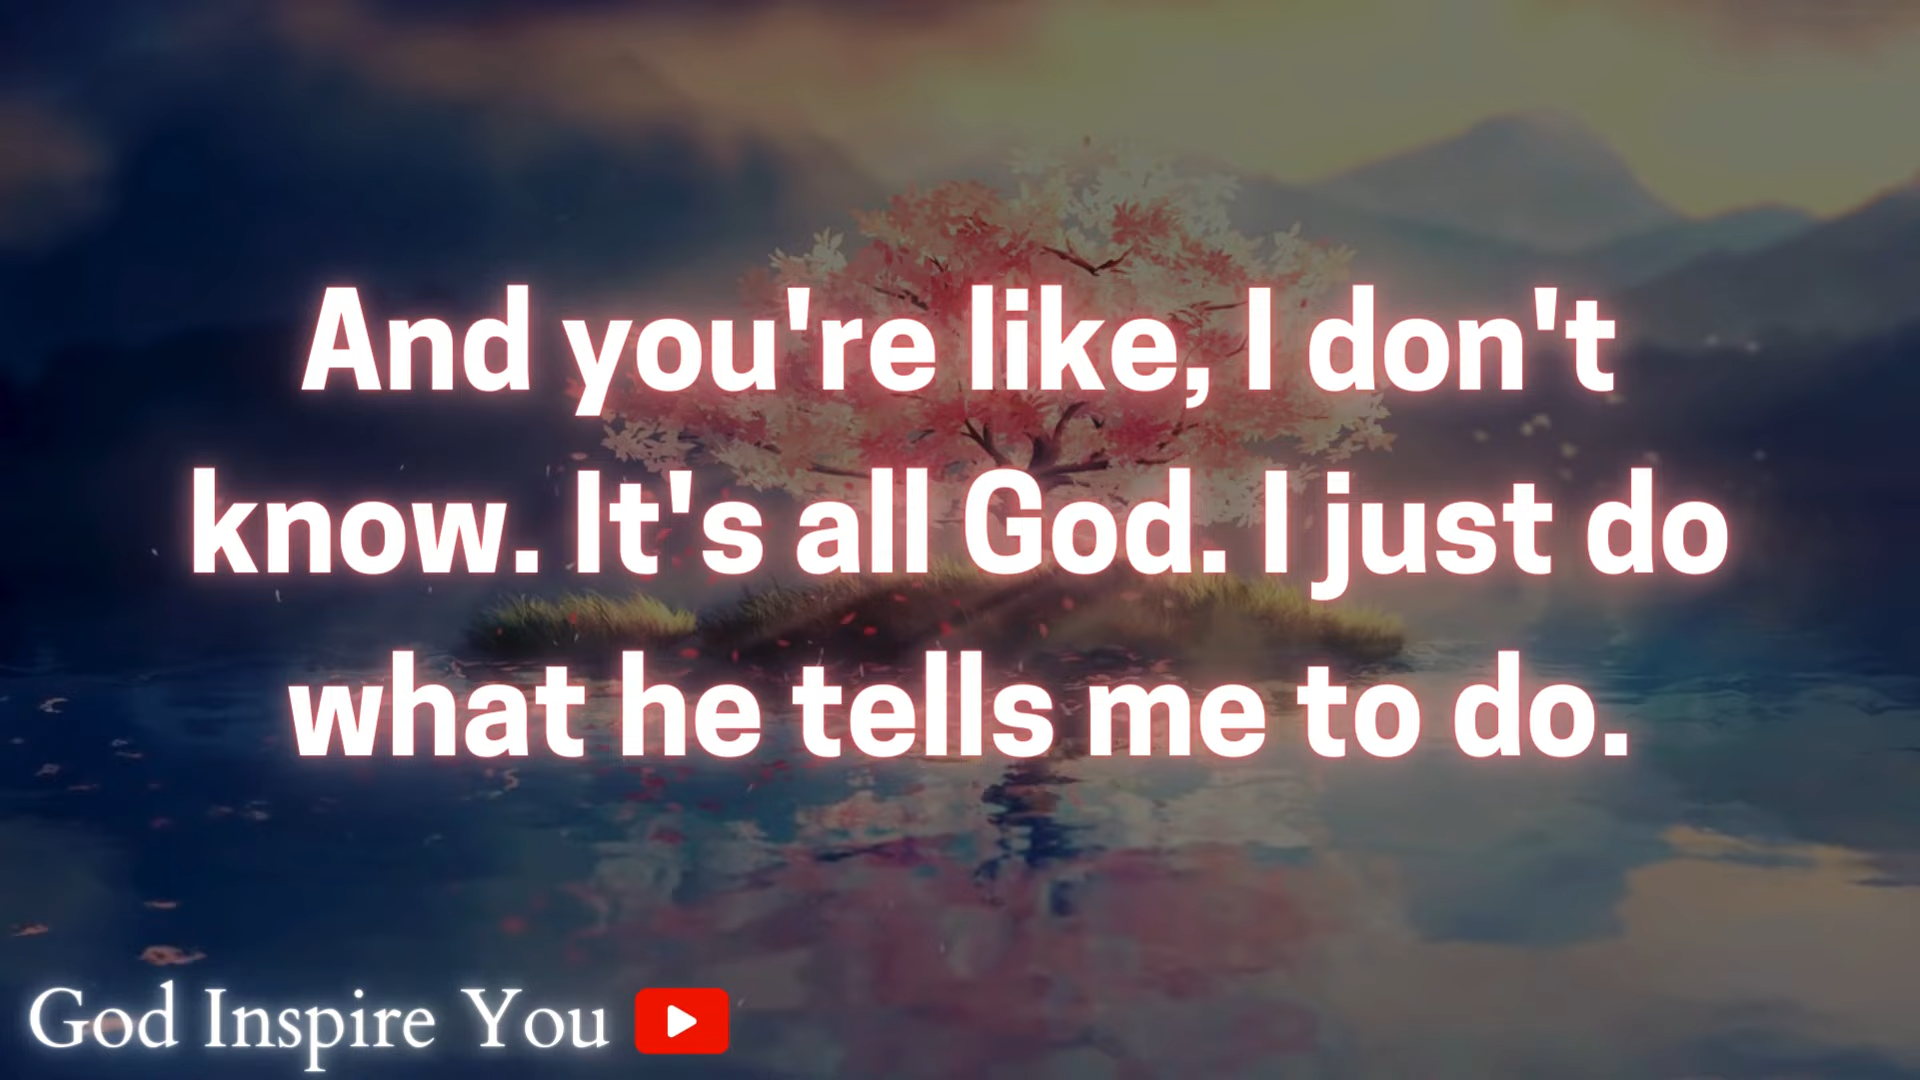 And you're like, I don't
know. It's all God. I just do
what he tells me to do.
God Inspire You